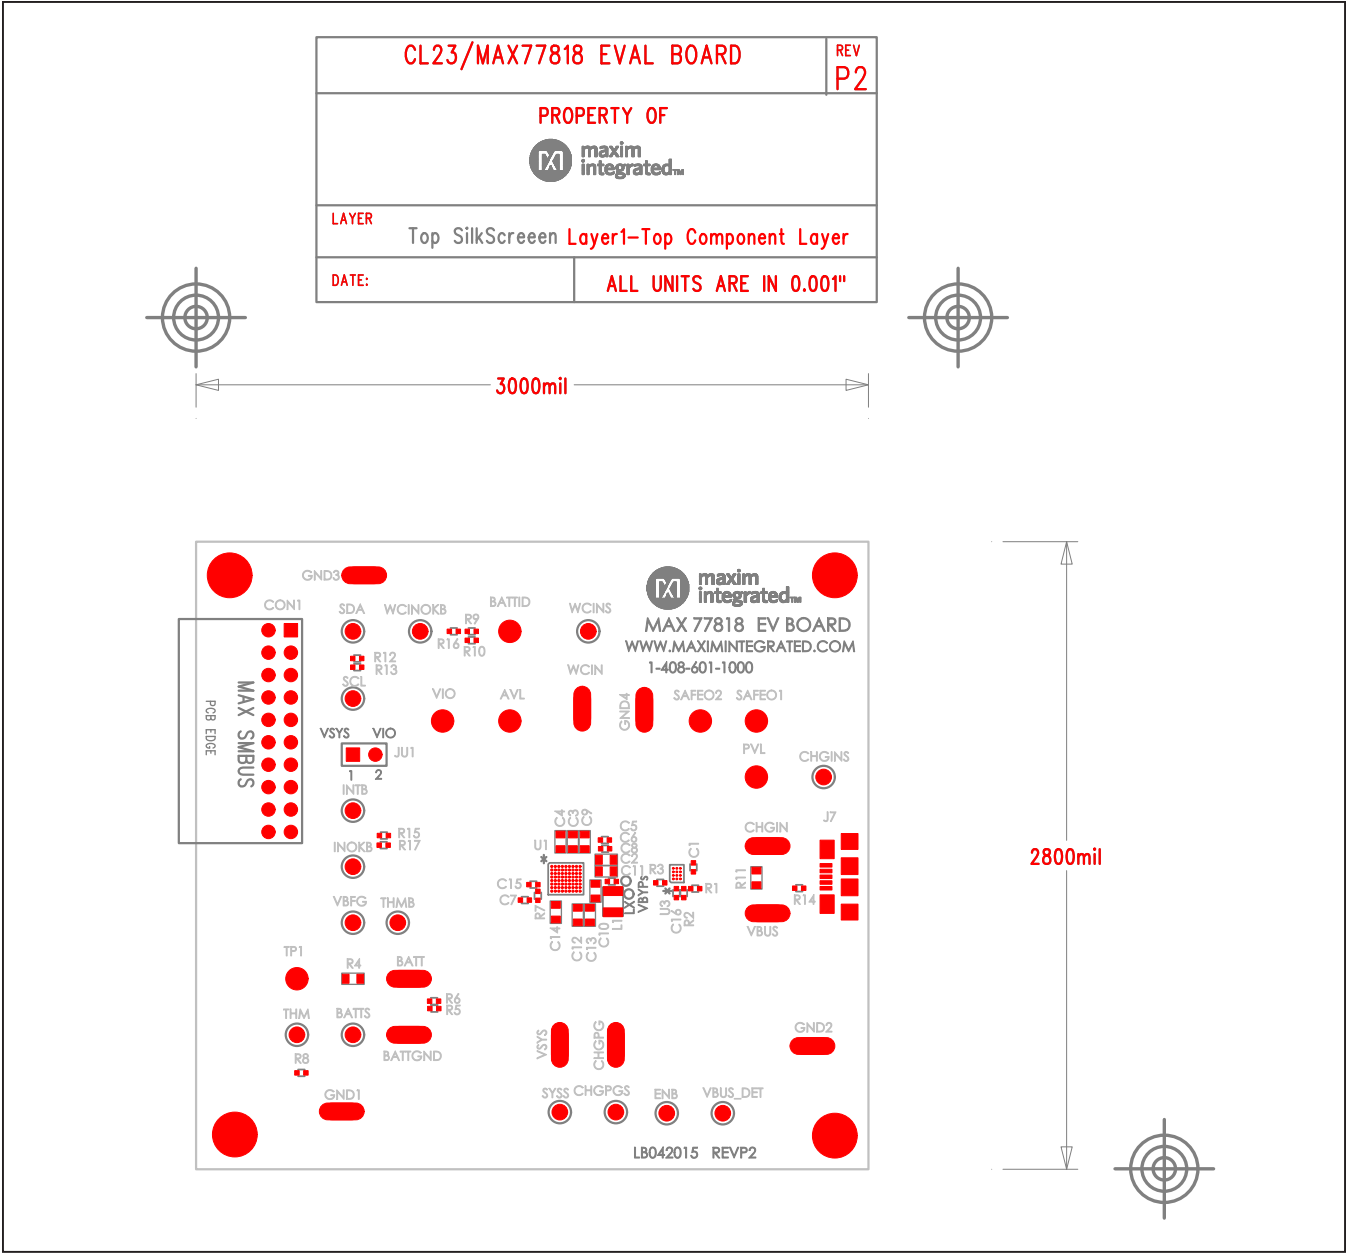 CL23/MAX77818 EVAL BOARD
REV
P2
PROPERTY OF
maxim
integrated™
LAYER
Top SilkScreeen Layer1-Top Component Layer
DATE:
ALL UNITS ARE IN 0.001"
3000mil
GND3
maxim
integrated™
CON1
SDA
WCINOKB
R9
BATTID
WCINS
R16
R10
MAX 77818 EV BOARD
WWW.MAXIMINTEGRATED.COM
1-408-601-1000
R12
R13
SCL
WCIN
VIO
AVL
GND4
SAFEO2
SAFEO1
PCB EDGE
MAX SMBUS
VSYS
VIO
JU1
1
2
PVL
CHGINS
INTB
J7
R15
R17
INOKB
C4
C3
C9
C5
C6
C8
C2
C11
U1
*
CHGIN
C1
R3
R11
R1
R14
C15
C7
R7
LXO
VBYPs
U3
*
C16
R2
VBFG
THMB
C14
C12
C13
C10
L1
VBUS
TP1
R4
BATT
2800mil
R6
R5
THM
BATTS
BATTGND
VSYS
CHGPG
GND2
R8
GND1
SYSS
CHGPGS
ENB
VBUS_DET
LB042015 REVP2